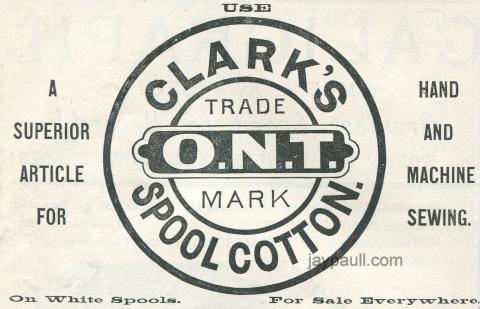 USE
CLARK'S
TRADE
O.N.T.
MARK
SPOOL COTTON.
A
SUPERIOR
ARTICLE
FOR
HAND
AND
MACHINE
SEWING.
jaypaull.com
On White Spools.
For Sale Everywhere.